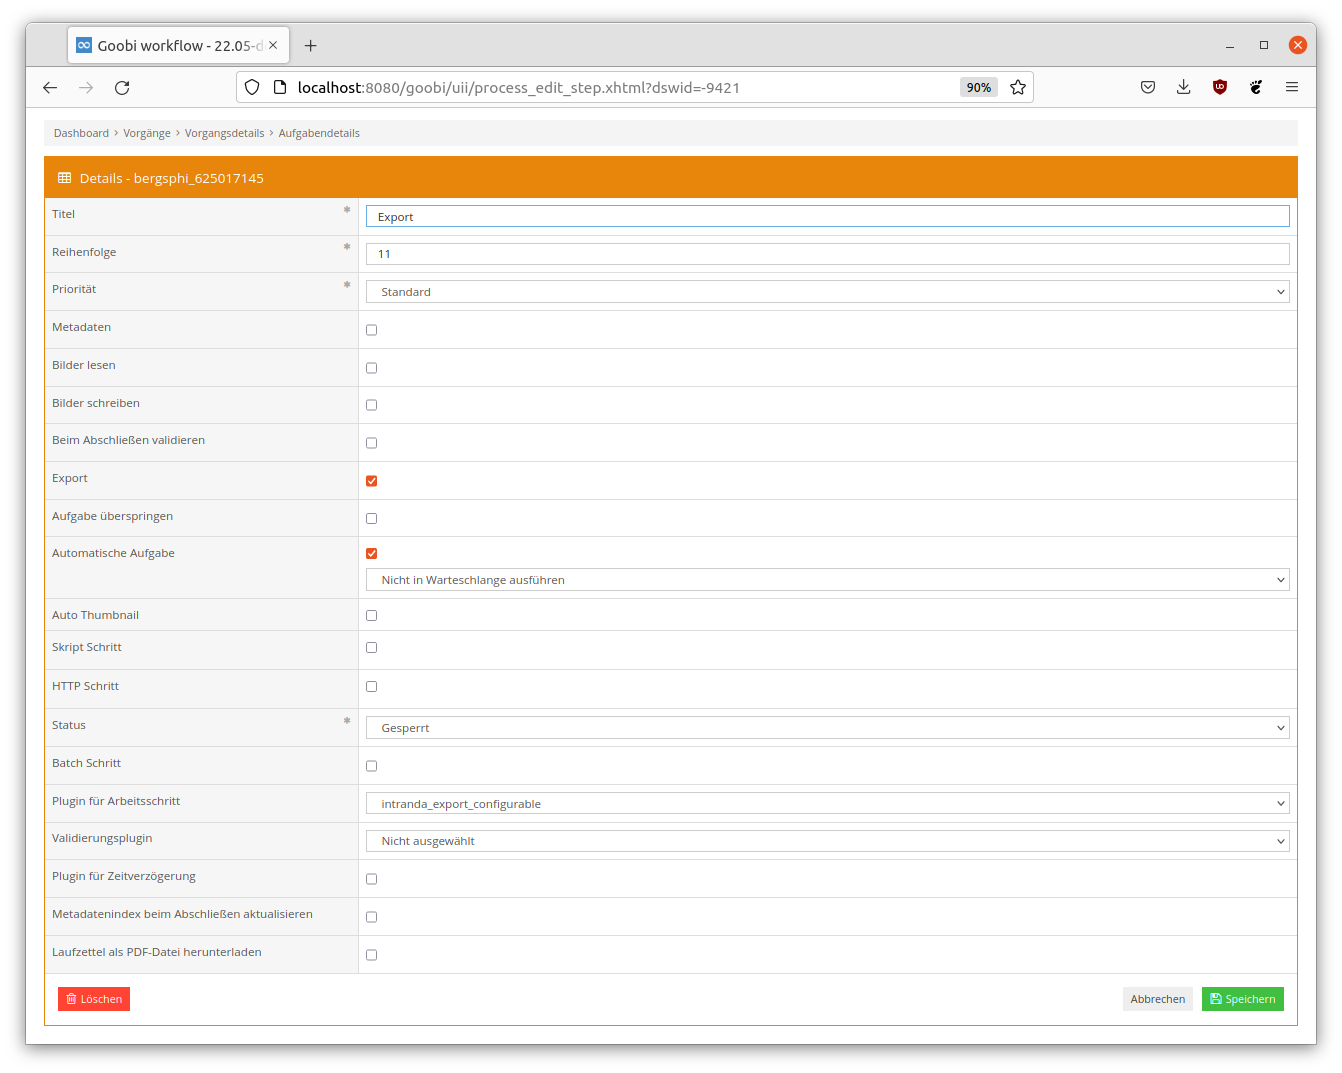 Goobi workflow - 22.05-d
localhost:8080/goobi/uii/process_edit_step.xhtml?dswid=-9421 90%
Dashboard › Vorgänge › Vorgangsdetails › Aufgabendetails
Details - bergsphi_625017145
Titel * Export
Reihenfolge * 11
Priorität * Standard
Metadaten
Bilder lesen
Bilder schreiben
Beim Abschließen validieren
Export
Aufgabe überspringen
Automatische Aufgabe
Nicht in Warteschlange ausführen
Auto Thumbnail
Skript Schritt
HTTP Schritt
Status * Gesperrt
Batch Schritt
Plugin für Arbeitsschritt intranda_export_configurable
Validierungsplugin Nicht ausgewählt
Plugin für Zeitverzögerung
Metadatenindex beim Abschließen aktualisieren
Laufzettel als PDF-Datei herunterladen
Löschen Abbrechen Speichern